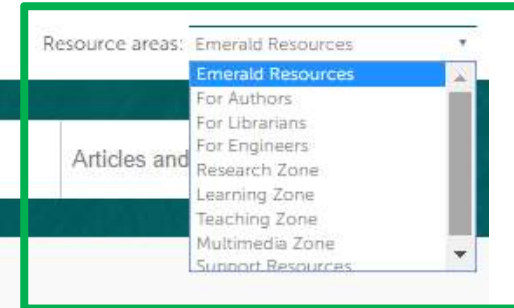 Resource areas: Emerald Resources
Emerald Resources
For Authors
For Librarians
For Engineers
Articles and
Research Zone
Learning Zone
Teaching Zone
Multimedia Zone
Support Resources